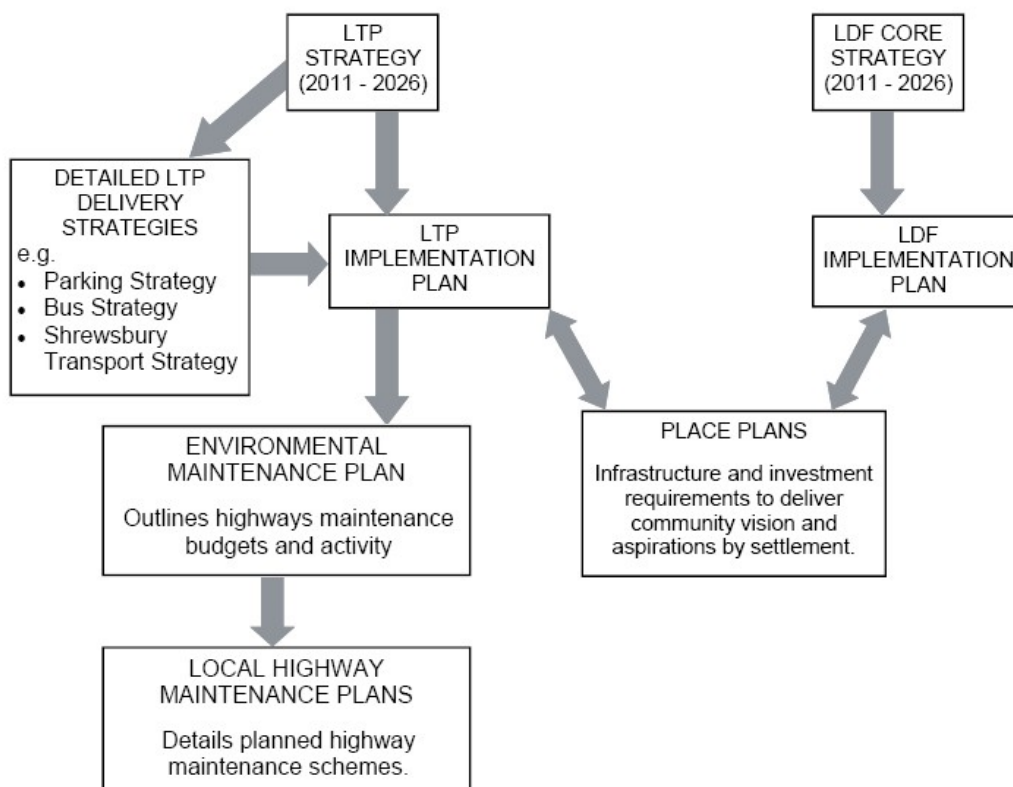 LTP
STRATEGY
(2011 - 2026)
LDF CORE
STRATEGY
(2011 - 2026)
DETAILED LTP
DELIVERY
STRATEGIES
e.g.
• Parking Strategy
• Bus Strategy
• Shrewsbury
Transport Strategy
LTP
IMPLEMENTATION
PLAN
LDF
IMPLEMENTATION
PLAN
ENVIRONMENTAL
MAINTENANCE PLAN
Outlines highways maintenance
budgets and activity
PLACE PLANS
Infrastructure and investment
requirements to deliver
community vision and
aspirations by settlement.
LOCAL HIGHWAY
MAINTENANCE PLANS
Details planned highway
maintenance schemes.